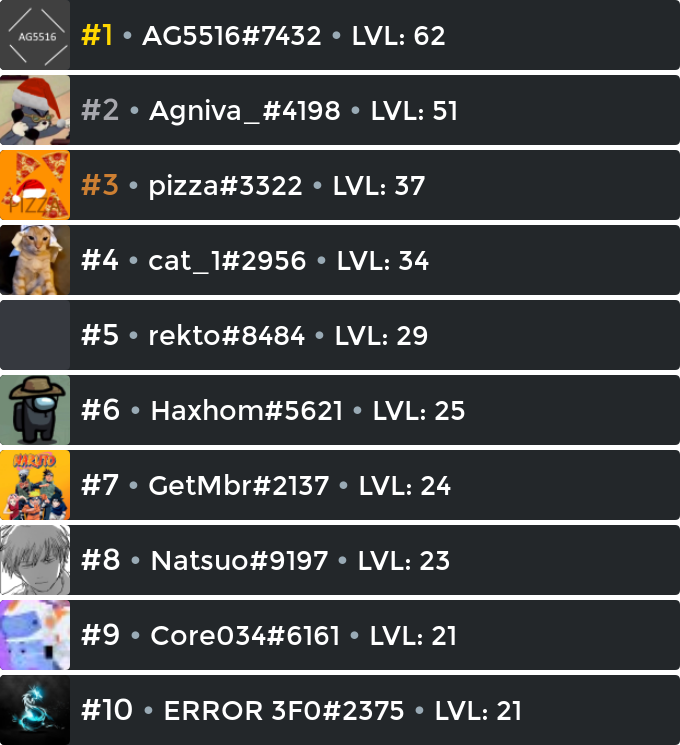 AG5516
#1 • AG5516#7432 • LVL: 62
#2 • Agniva_#4198 • LVL: 51
PIZZA
#3 • pizza#3322 • LVL: 37
#4 • cat_1#2956 • LVL: 34
#5 • rekto#8484 • LVL: 29
#6 • Haxhom#5621 • LVL: 25
NARUTO
#7 • GetMbr#2137 • LVL: 24
#8 • Natsuo#9197 • LVL: 23
#9 • Core034#6161 • LVL: 21
#10 • ERROR 3F0#2375 • LVL: 21